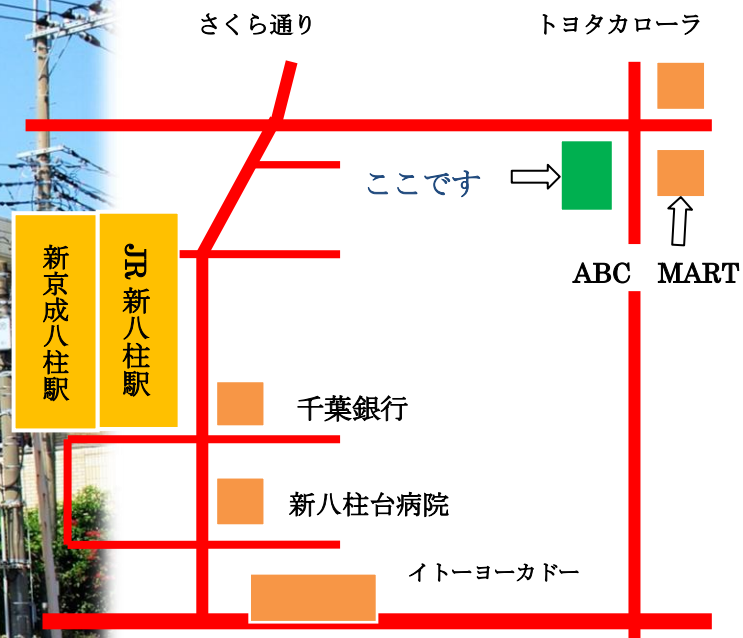 さくら通り
トヨタカローラ
ここです
ABC MART
新京成八柱駅
JR 新八柱駅
千葉銀行
新八柱台病院
イトーヨーカドー